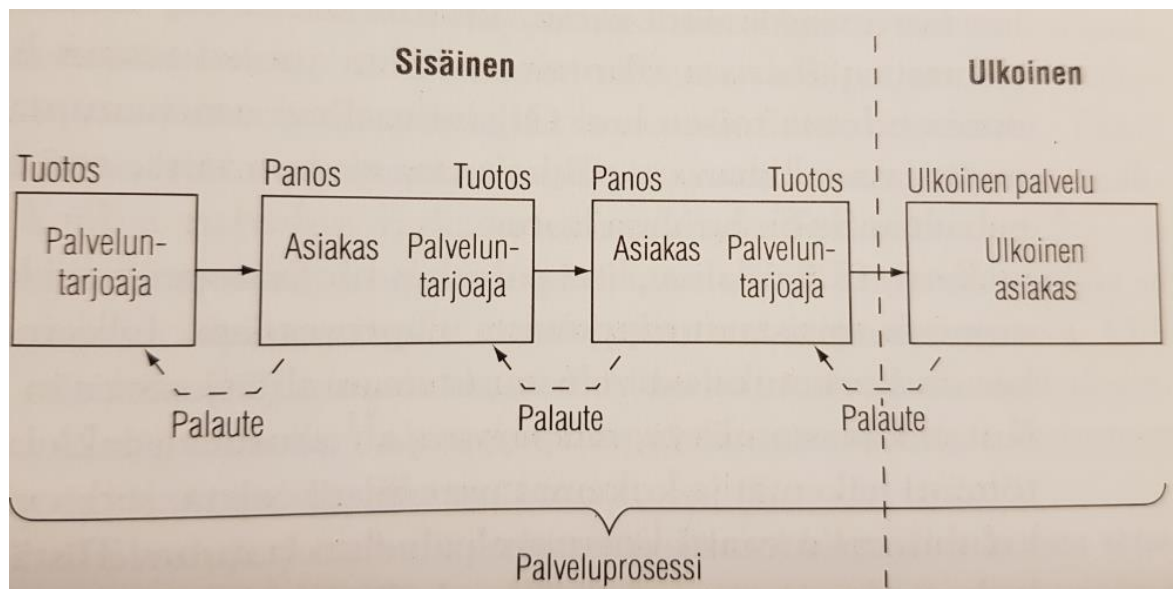 Sisäinen
Ulkoinen
Tuotos
Panos
Tuotos
Panos
Tuotos
Ulkoinen palvelu
Palvelun-
tarjoaja
Asiakas
Palvelun-
tarjoaja
Asiakas
Palvelun-
tarjoaja
Ulkoinen
asiakas
Palaute
Palaute
Palaute
Palveluprosessi